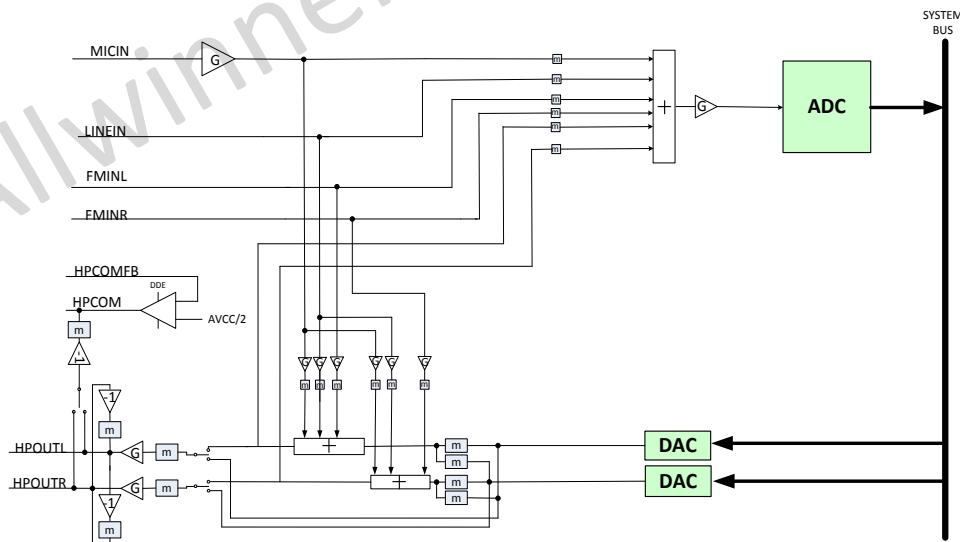 SYSTEM
BUS
Allwinner
MICIN
G
m
m
m
m
m
m
+
G
ADC
LINEIN
FMINL
FMINR
HPCOMFB
DDE
HPCOM
AVCC/2
m
-1
G
G
G
G
G
G
m
m
m
m
m
m
-1
m
HPOUTL
G
m
+
m
m
DAC
HPOUTR
G
m
+
m
m
DAC
-1
m